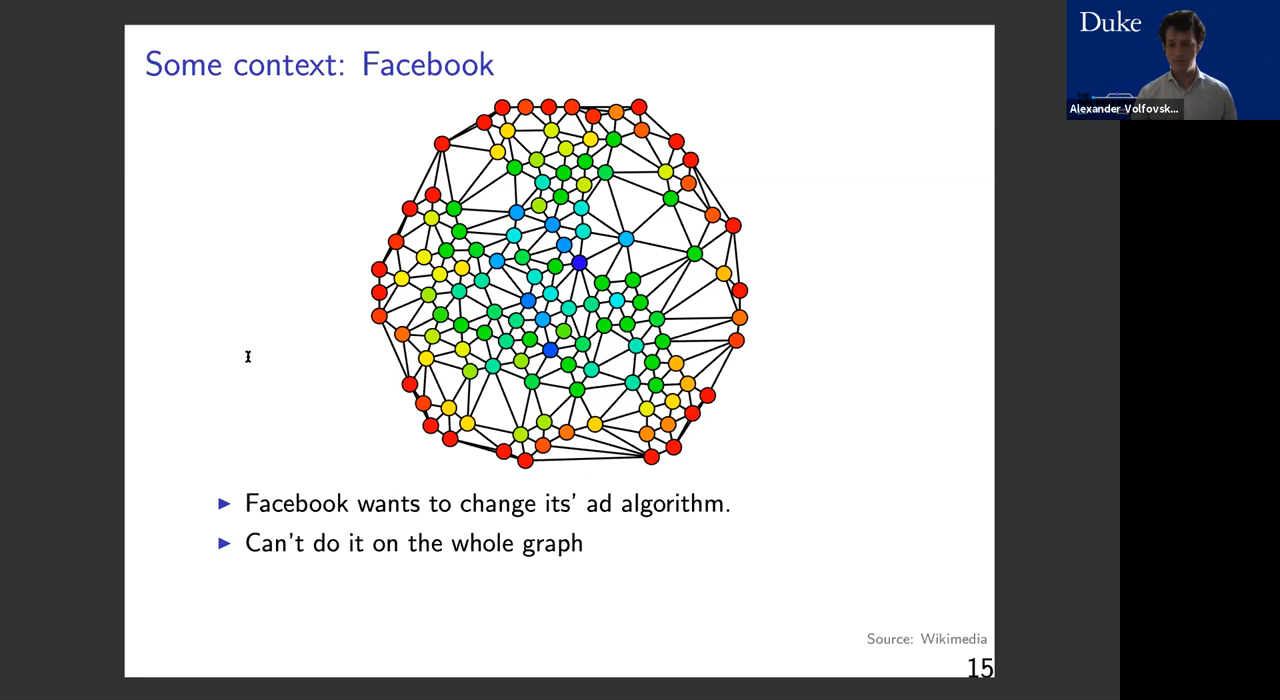 Some context: Facebook
Duke
Alexander Volfovsk...
▶ Facebook wants to change its' ad algorithm.
▶ Can't do it on the whole graph
Source: Wikimedia
15